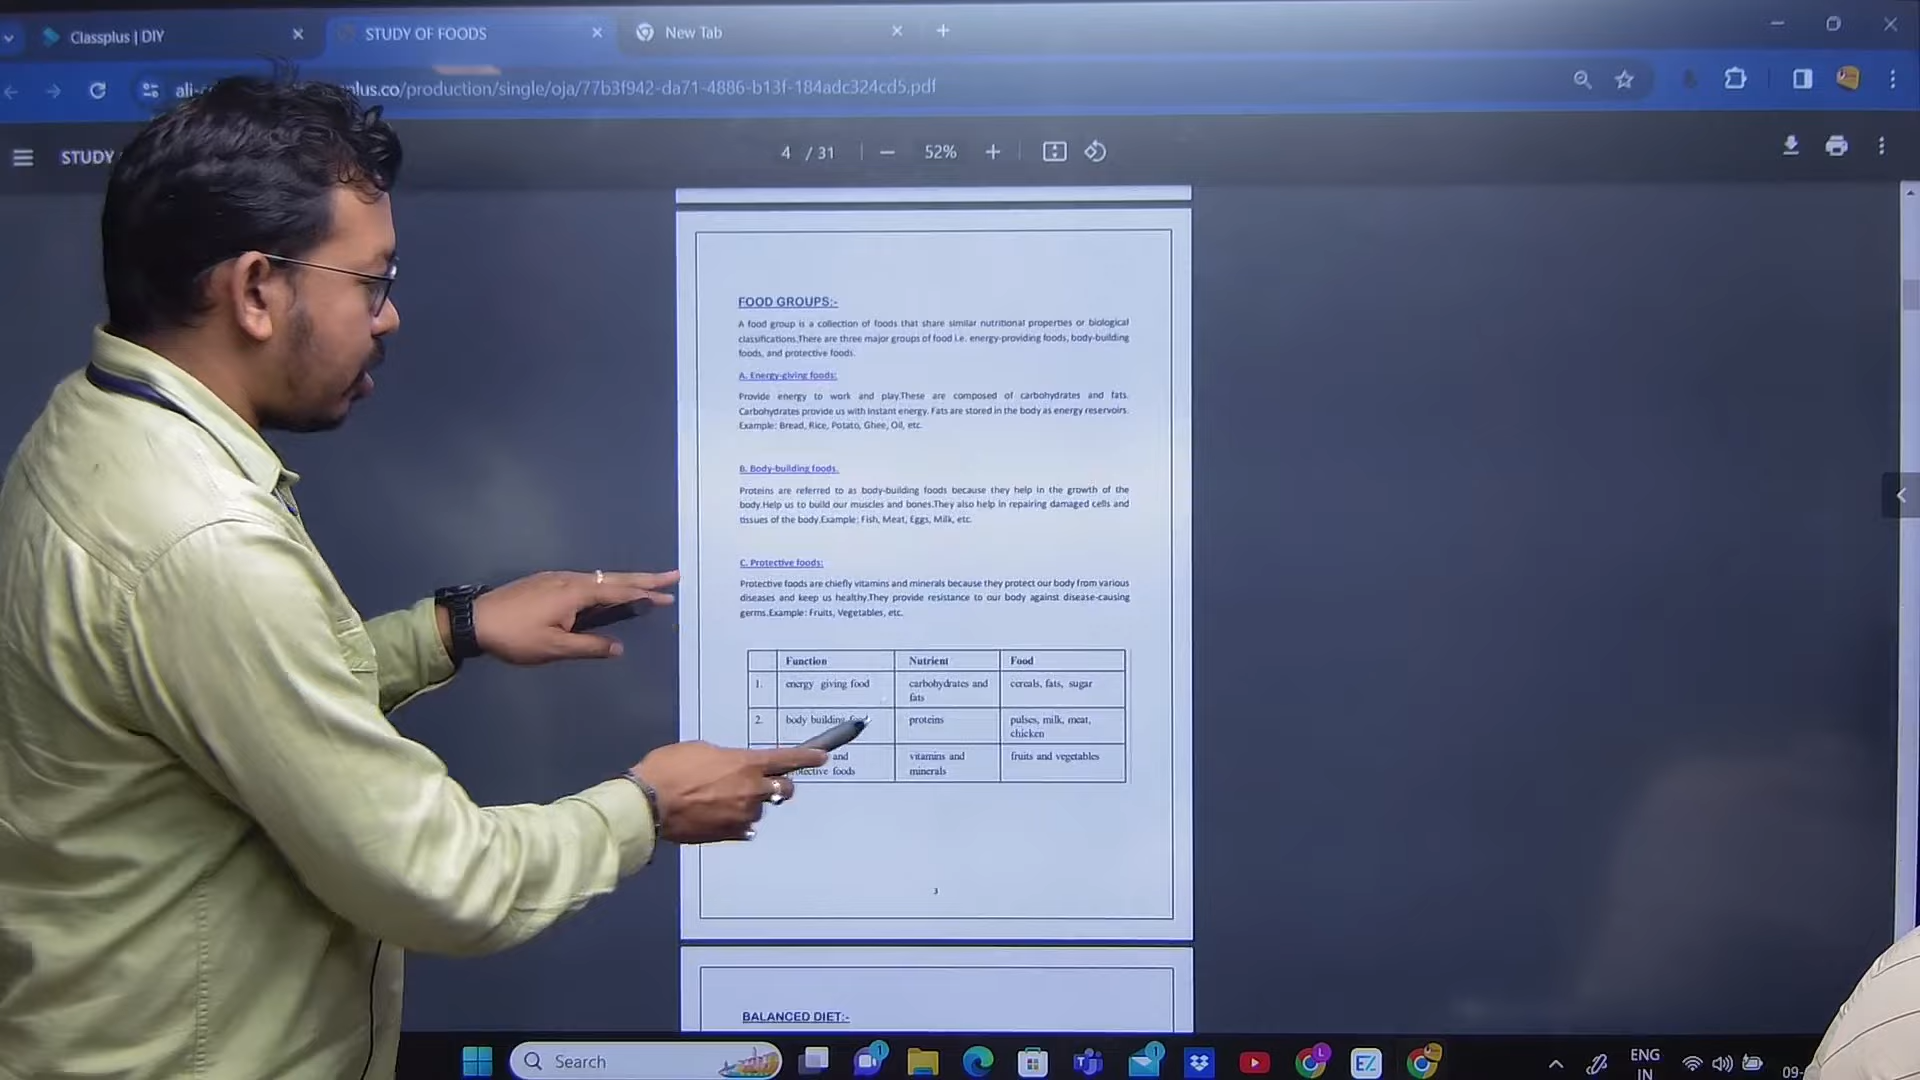 Classplus | DIY
STUDY OF FOODS
New Tab
plus.co/production/single/oja/77b3f942-da71-4886-b13f-184adc324cd5.pdf
STUDY
4 / 31
52%
FOOD GROUPS:-
A food group is a collection of foods that share similar nutritional properties or biological
classifications.There are three major groups of food i.e. energy-providing foods, body-building
foods, and protective foods.
A. Energy-giving foods:
Provide energy to work and play.These are composed of carbohydrates and fats.
Carbohydrates provide us with instant energy. Fats are stored in the body as energy reservoirs.
Example: Bread, Rice, Potato, Ghee, Oil, etc.
B. Body-building foods.
Proteins are referred to as body-building foods because they help in the growth of the
body.Help us to build our muscles and bones.They also help in repairing damaged cells and
tissues of the body.Example: Fish, Meat, Eggs, Milk, etc.
C. Protective foods:
Protective foods are chiefly vitamins and minerals because they protect our body from various
diseases and keep us healthy.They provide resistance to our body against disease-causing
germs.Example: Fruits, Vegetables, etc.
Function Nutrient Food
1. energy giving food carbohydrates and fats cereals, fats, sugar
2. body building food proteins pulses, milk, meat, chicken
and protective foods vitamins and minerals fruits and vegetables
3
BALANCED DIET:-
Search
ENG
IN
09-